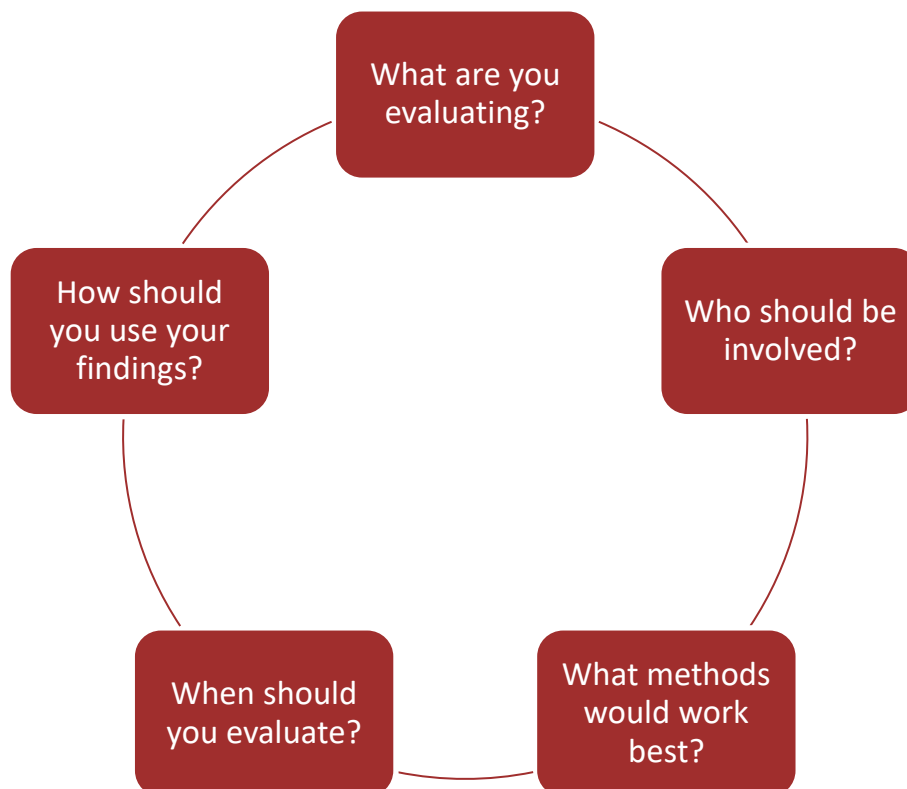 What are you
evaluating?
Who should be
involved?
What methods
would work
best?
When should
you evaluate?
How should
you use your
findings?